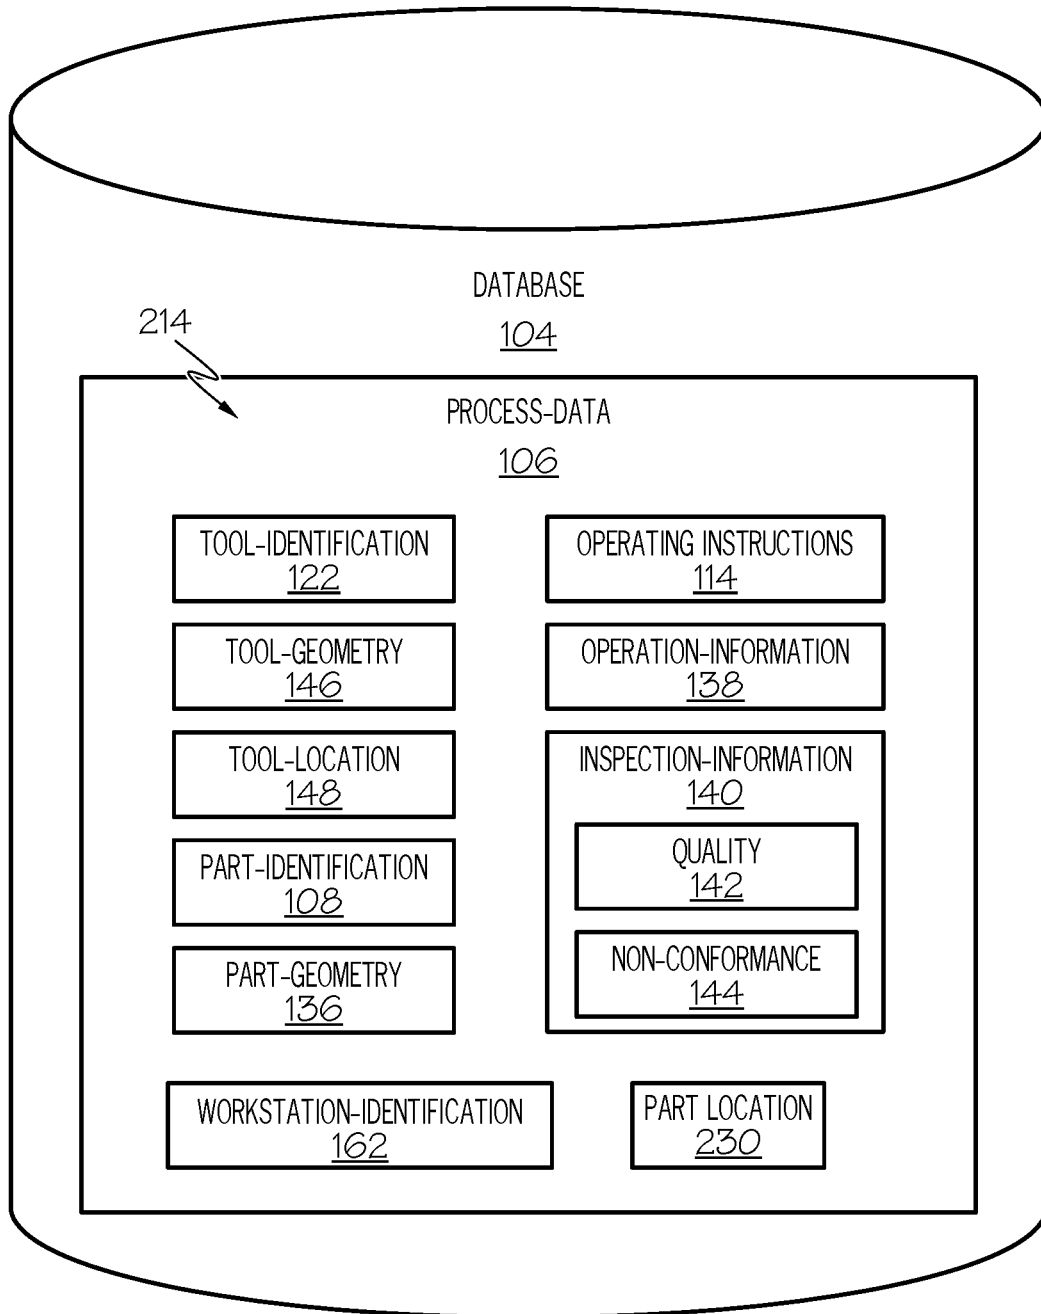 DATABASE
104
214
PROCESS-DATA
106
TOOL-IDENTIFICATION
122
TOOL-GEOMETRY
146
TOOL-LOCATION
148
PART-IDENTIFICATION
108
PART-GEOMETRY
136
OPERATING INSTRUCTIONS
114
OPERATION-INFORMATION
138
INSPECTION-INFORMATION
140
QUALITY
142
NON-CONFORMANCE
144
WORKSTATION-IDENTIFICATION
162
PART LOCATION
230